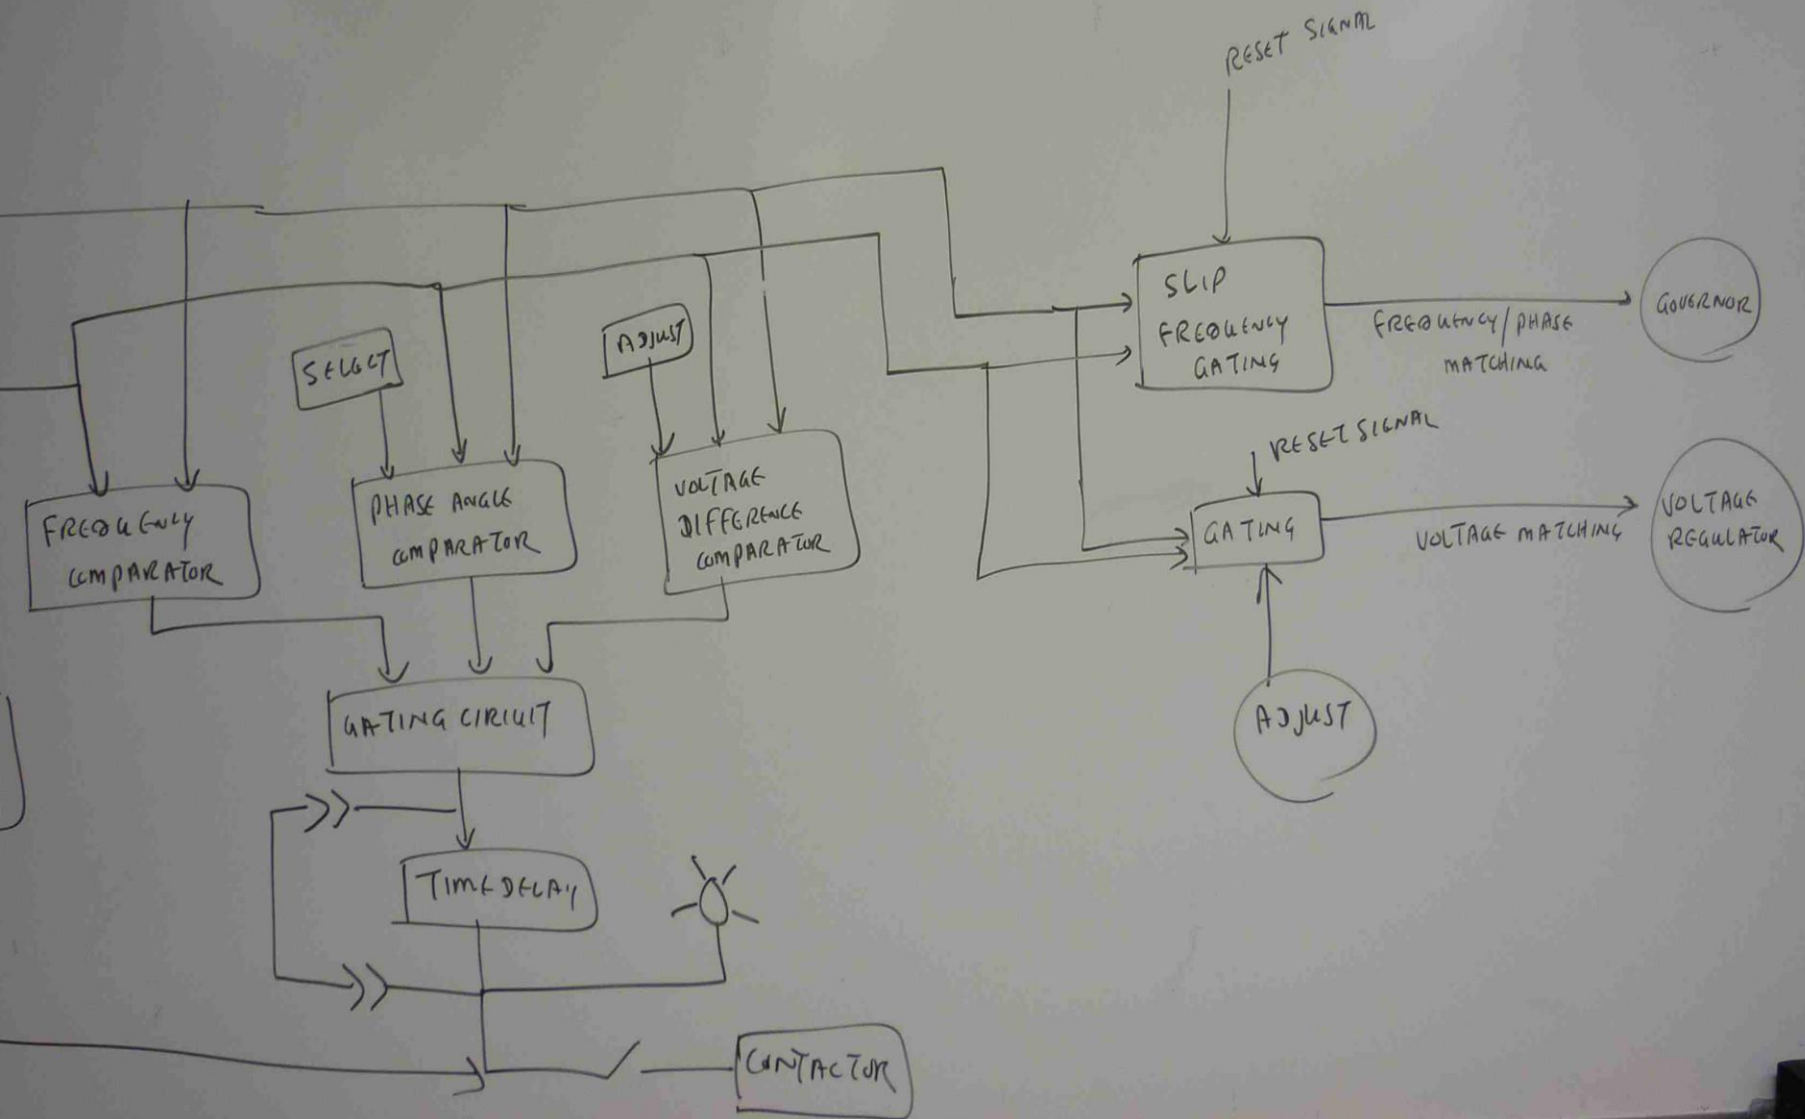 RESET SIGNAL
SLIP
FREQUENCY
GATING
GOVERNOR
FREQUENCY/PHASE
MATCHING
SELECT
ADJUST
RESET SIGNAL
FREQUENCY
COMPARATOR
PHASE ANGLE
COMPARATOR
VOLTAGE
DIFFERENCE
COMPARATOR
GATING
VOLTAGE MATCHING
VOLTAGE
REGULATOR
GATING CIRIUIT
ADJUST
TIME DELAY
CONTACTOR